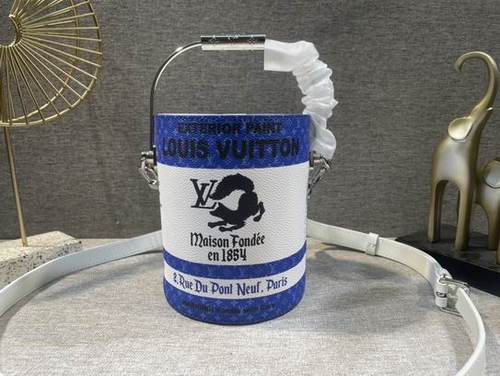 EXTERIOR PAINT
LOUIS VUITTON
LV
Maison Fondée
en 1854
2, Rue Du Pont Neuf, Paris